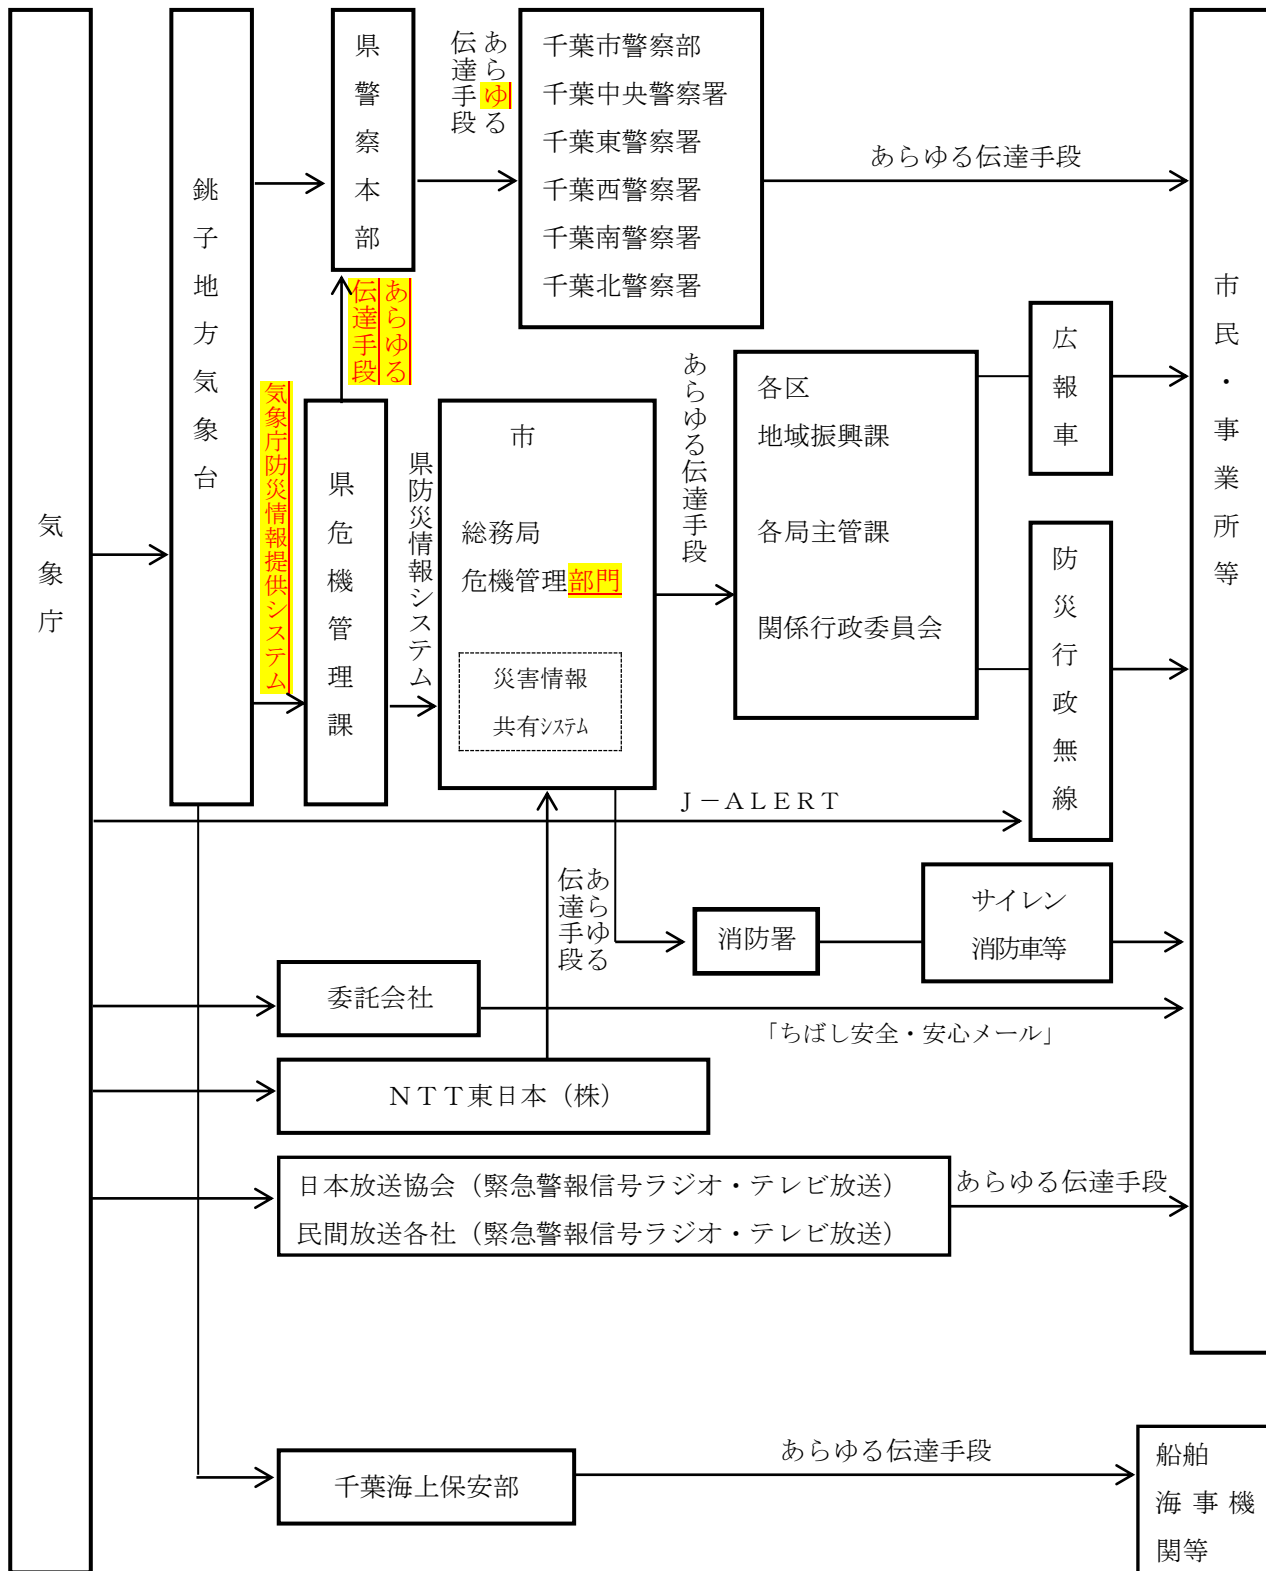 気象庁
銚子地方気象台
県警察本部
あらゆる
伝達手段
千葉市警察部
千葉中央警察署
千葉東警察署
千葉西警察署
千葉南警察署
千葉北警察署
あらゆる伝達手段
市民・事業所等
あらゆる
伝達手段
気象庁防災情報提供システム
県危機管理課
県防災情報システム
市
総務局
危機管理部門
災害情報
共有システム
あらゆる伝達手段
各区
地域振興課
各局主管課
関係行政委員会
広報車
防災行政無線
J－ALERT
あらゆる
伝達手段
消防署
サイレン
消防車等
委託会社
「ちばし安全・安心メール」
NTT東日本（株）
日本放送協会（緊急警報信号ラジオ・テレビ放送）
民間放送各社（緊急警報信号ラジオ・テレビ放送）
あらゆる伝達手段
千葉海上保安部
あらゆる伝達手段
船舶
海事機
関等